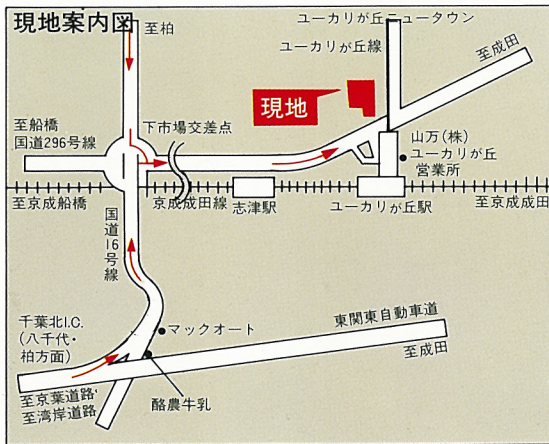 現地案内図
至柏
ユーカリが丘ニュータウン
ユーカリが丘線
至成田
現地
至船橋
国道296号線
下市場交差点
山万(株)
ユーカリが丘
営業所
至京成船橋
京成成田線
志津駅
ユーカリが丘駅
至京成成田
国道16号線
千葉北I.C.
(八千代・
柏方面)
マックオート
東関東自動車道
至成田
至京葉道路・
至湾岸道路
酪農牛乳